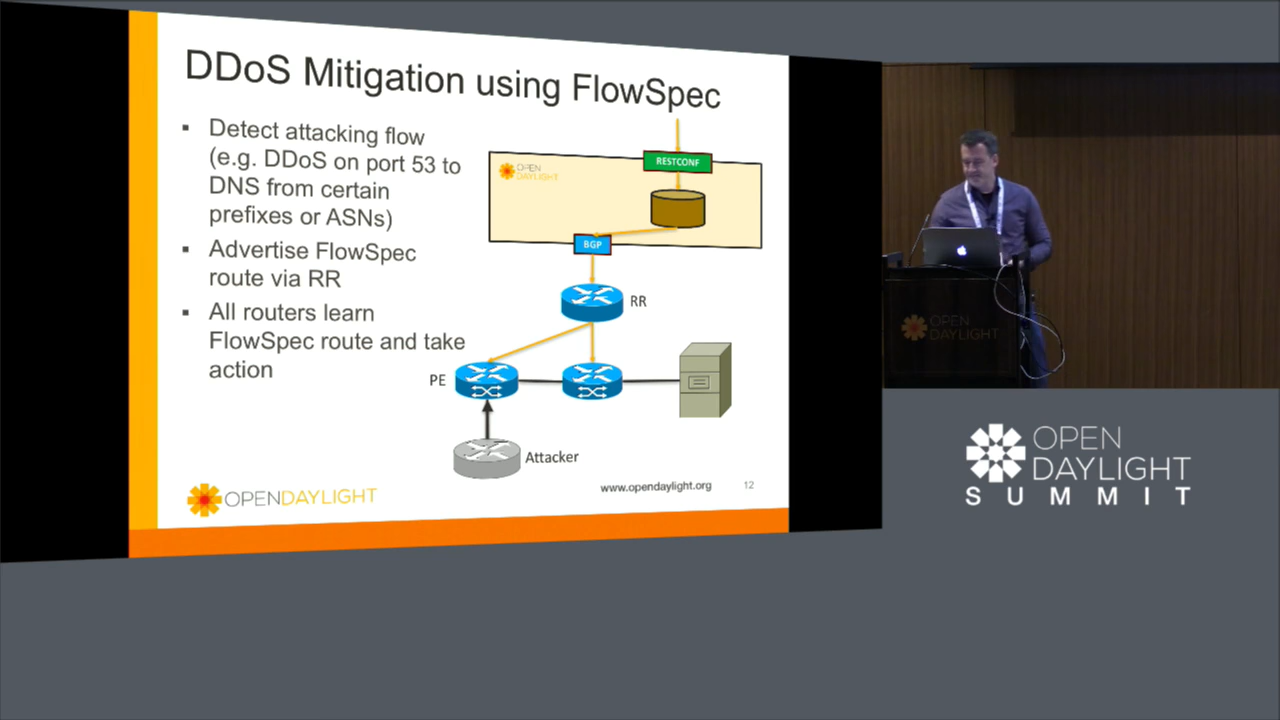 DDoS Mitigation using FlowSpec
▪ Detect attacking flow
(e.g. DDoS on port 53 to
DNS from certain
prefixes or ASNs)
▪ Advertise FlowSpec
route via RR
▪ All routers learn
FlowSpec route and take
action
RESTCONF
OPEN
DAYLIGHT
BGP
RR
PE
Attacker
OPENDAYLIGHT
www.opendaylight.org
12
OPEN
DAYLIGHT
OPEN
DAYLIGHT
SUMMIT